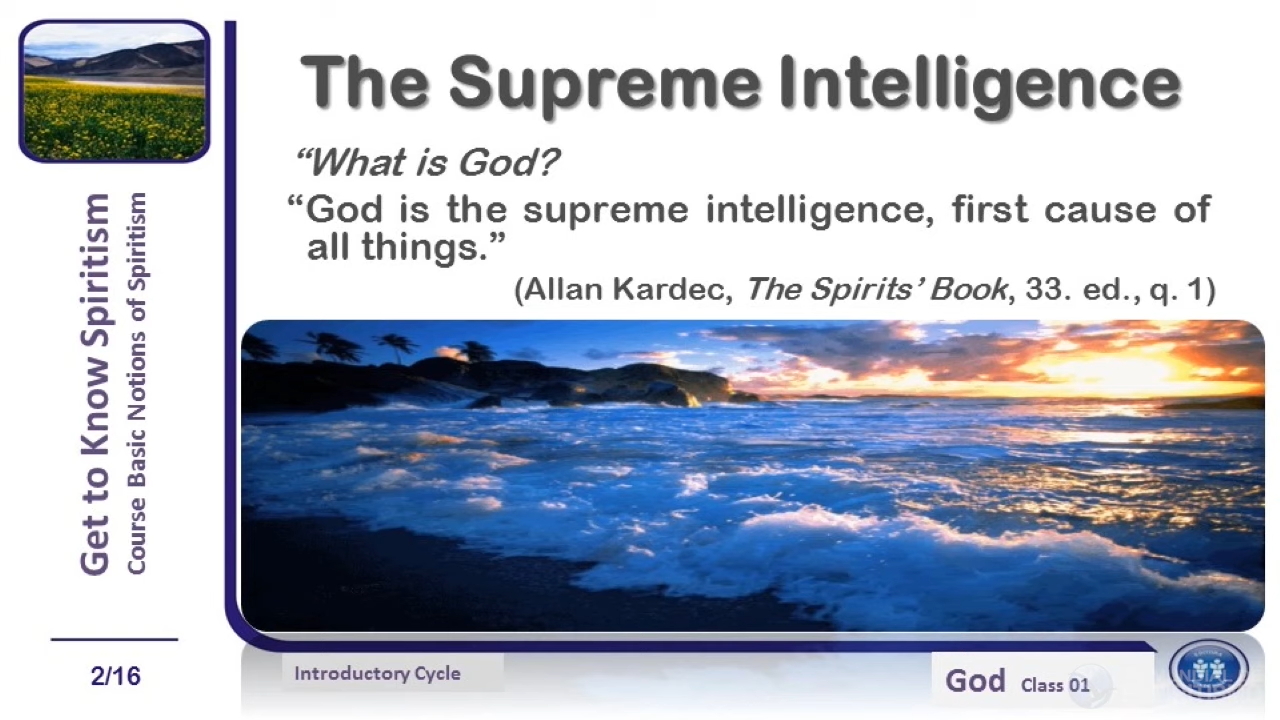 The Supreme Intelligence
“What is God?
“God is the supreme intelligence, first cause of
all things.”
(Allan Kardec, The Spirits’ Book, 33. ed., q. 1)
Get to Know Spiritism
Course Basic Notions of Spiritism
2/16
Introductory Cycle
God Class 01